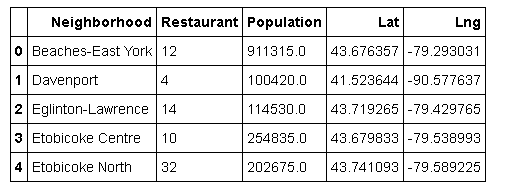 Neighborhood Restaurant Population Lat Lng
0 Beaches-East York 12 911315.0 43.676357 -79.293031
1 Davenport 4 100420.0 41.523644 -90.577637
2 Eglinton-Lawrence 14 114530.0 43.719265 -79.429765
3 Etobicoke Centre 10 254835.0 43.679833 -79.538993
4 Etobicoke North 32 202675.0 43.741093 -79.589225